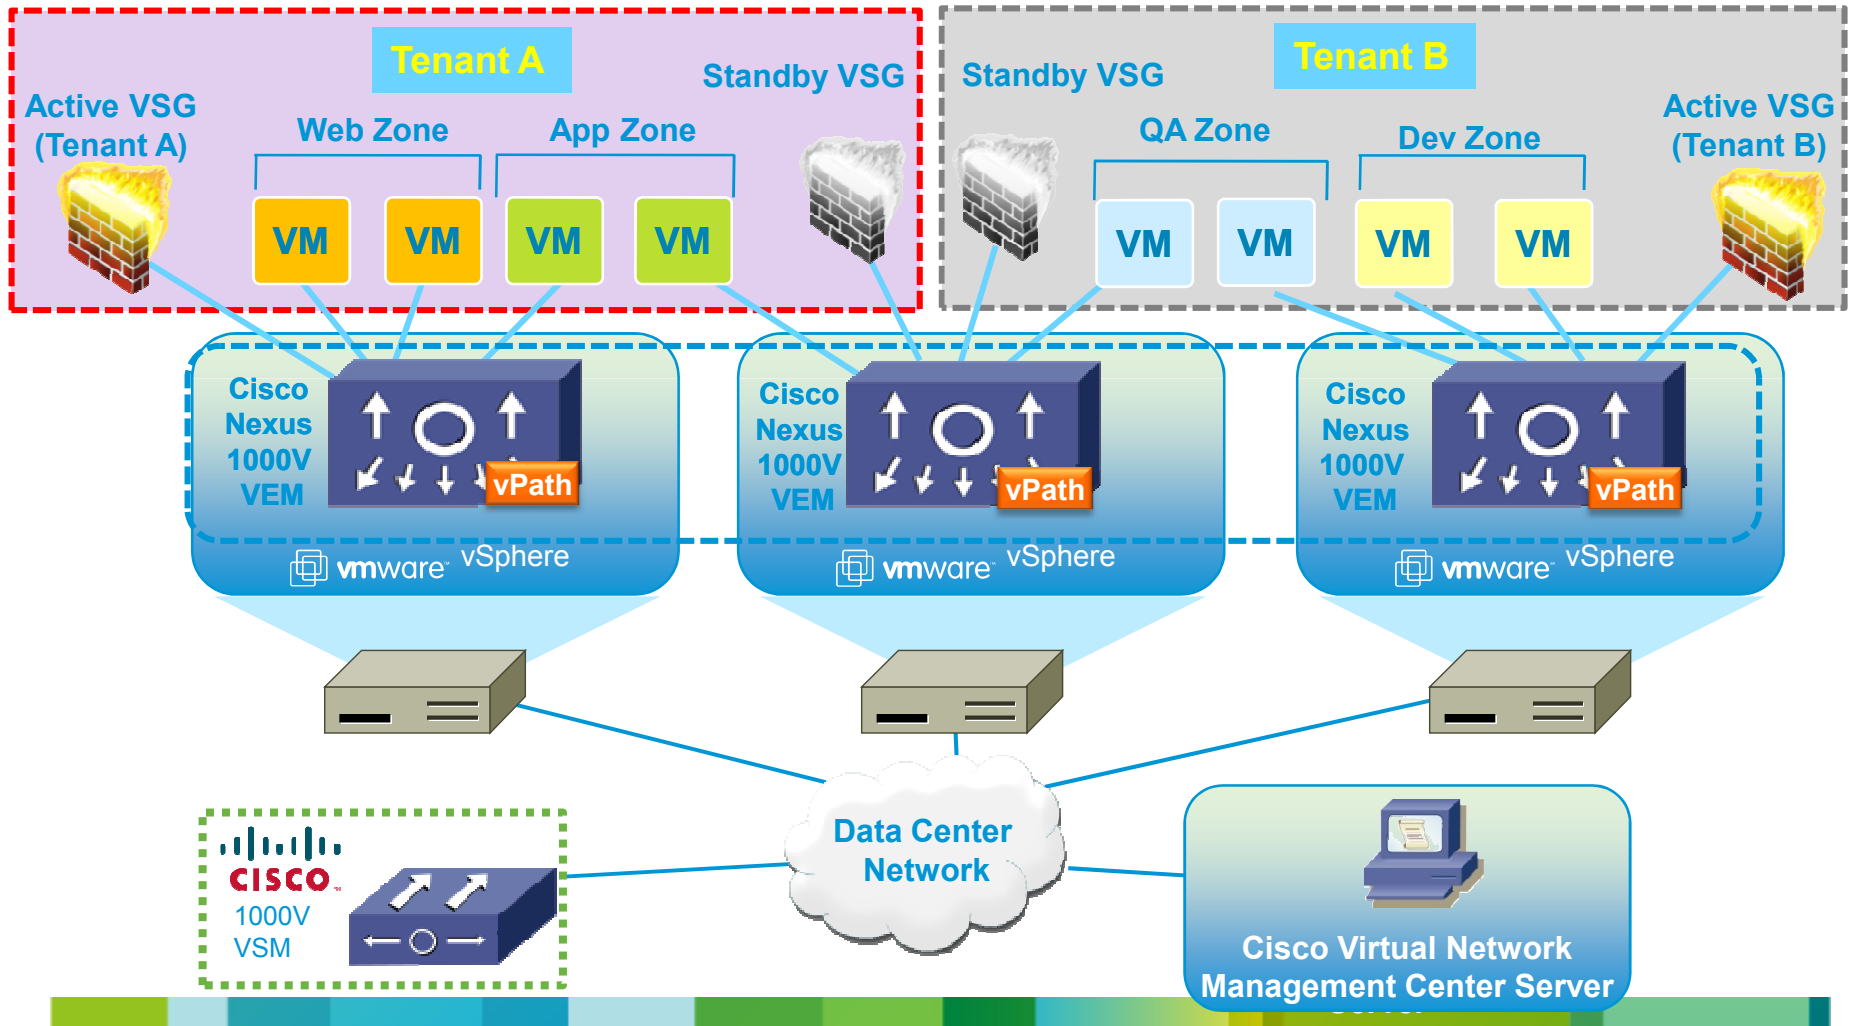 Tenant A
Standby VSG
Active VSG
(Tenant A)
Web Zone
App Zone
VM
VM
VM
VM
Tenant B
Standby VSG
QA Zone
Dev Zone
Active VSG
(Tenant B)
VM
VM
VM
VM
Cisco
Nexus
1000V
VEM
vPath
vmware vSphere
Cisco
Nexus
1000V
VEM
vPath
vmware vSphere
Cisco
Nexus
1000V
VEM
vPath
vmware vSphere
Data Center
Network
CISCO
1000V
VSM
Cisco Virtual Network
Management Center Server